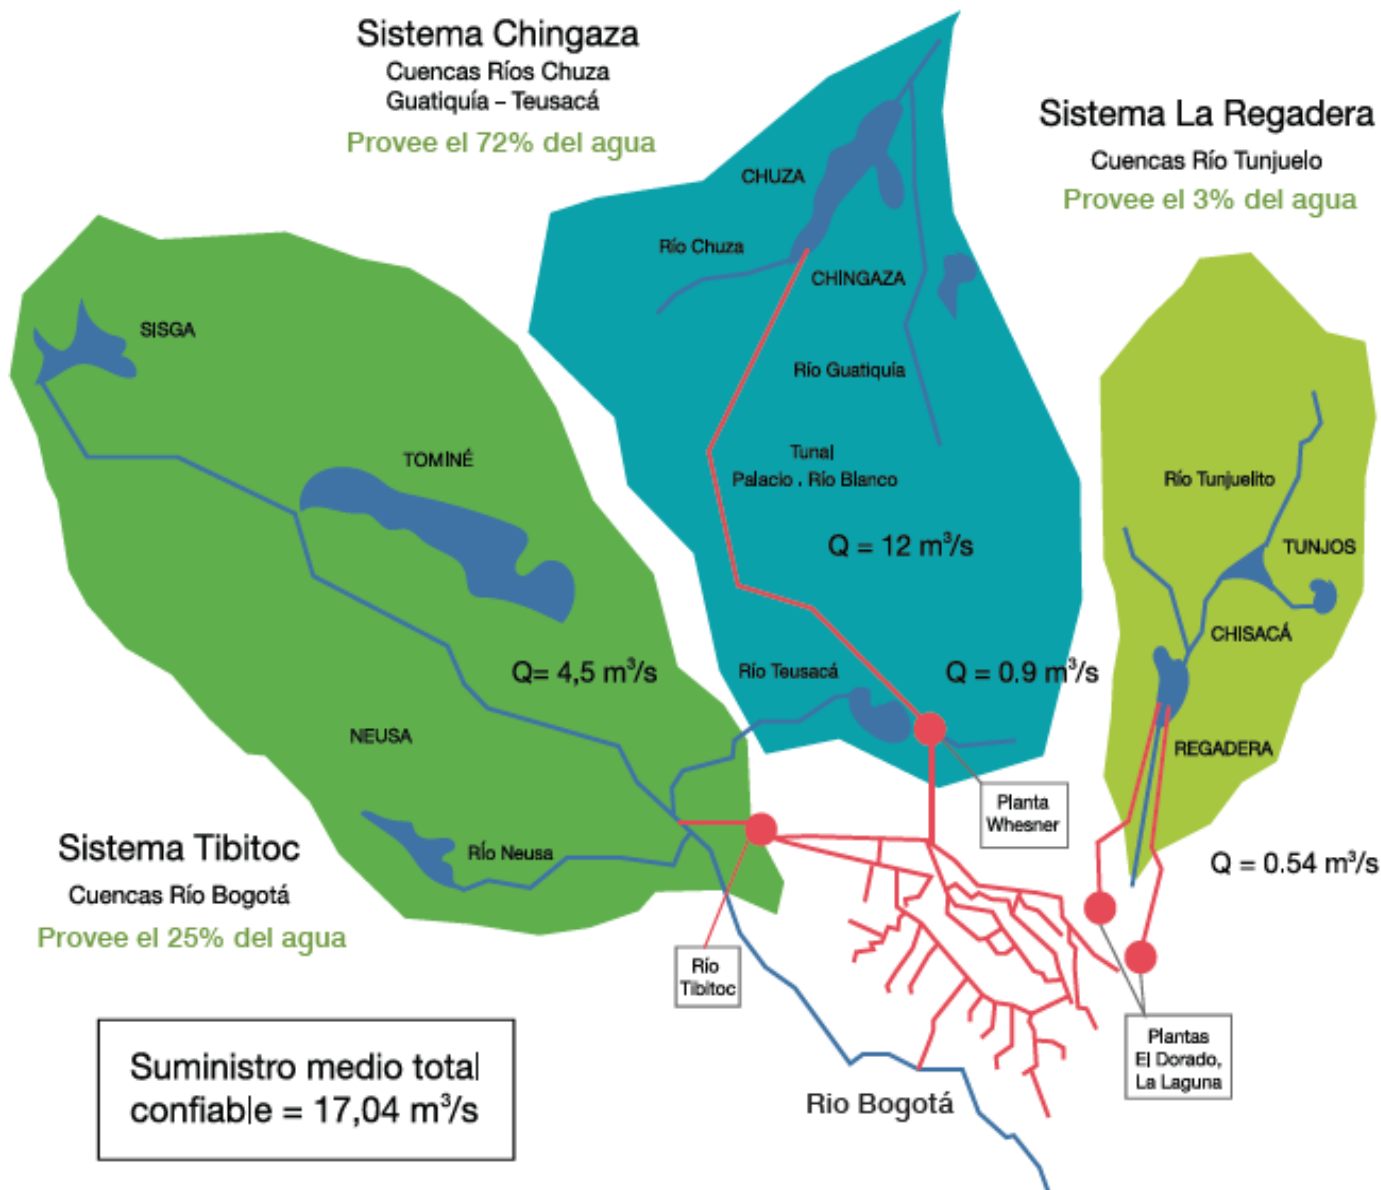 Sistema Chingaza
Cuencas Ríos Chuza
Guatiquía – Teusacá
Provee el 72% del agua
Sistema La Regadera
Cuencas Río Tunjuelo
Provee el 3% del agua
CHUZA
Río Chuza
CHINGAZA
Río Guatiquía
Tunal
Palacio . Río Blanco
Q = 12 m³/s
Río Teusacá
Q = 0.9 m³/s
SISGA
TOMINÉ
Q= 4,5 m³/s
NEUSA
Río Neusa
Sistema Tibitoc
Cuencas Río Bogotá
Provee el 25% del agua
Río Tunjuelito
TUNJOS
CHISACÁ
REGADERA
Q = 0.54 m³/s
Planta
Whesner
Río
Tibitoc
Plantas
El Dorado,
La Laguna
Rio Bogotá
Suministro medio total
confiable = 17,04 m³/s